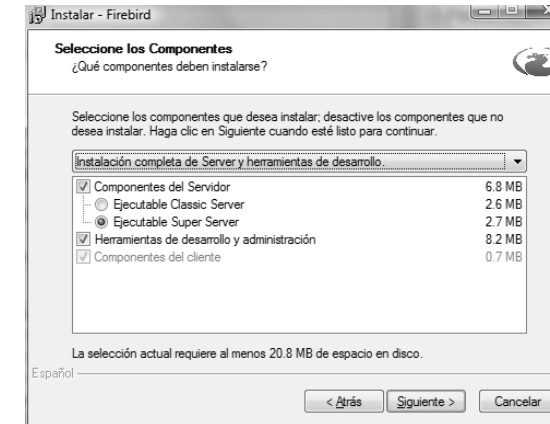 Instalar - Firebird
Seleccione los Componentes
¿Qué componentes deben instalarse?
Seleccione los componentes que desea instalar; desactive los componentes que no
desea instalar. Haga clic en Siguiente cuando esté listo para continuar.
Instalación completa de Server y herramientas de desarrollo.
Componentes del Servidor 6.8 MB
Ejecutable Classic Server 2.6 MB
Ejecutable Super Server 2.7 MB
Herramientas de desarrollo y administración 8.2 MB
Componentes del cliente 0.7 MB
La selección actual requiere al menos 20.8 MB de espacio en disco.
Español
< Atrás Siguiente > Cancelar